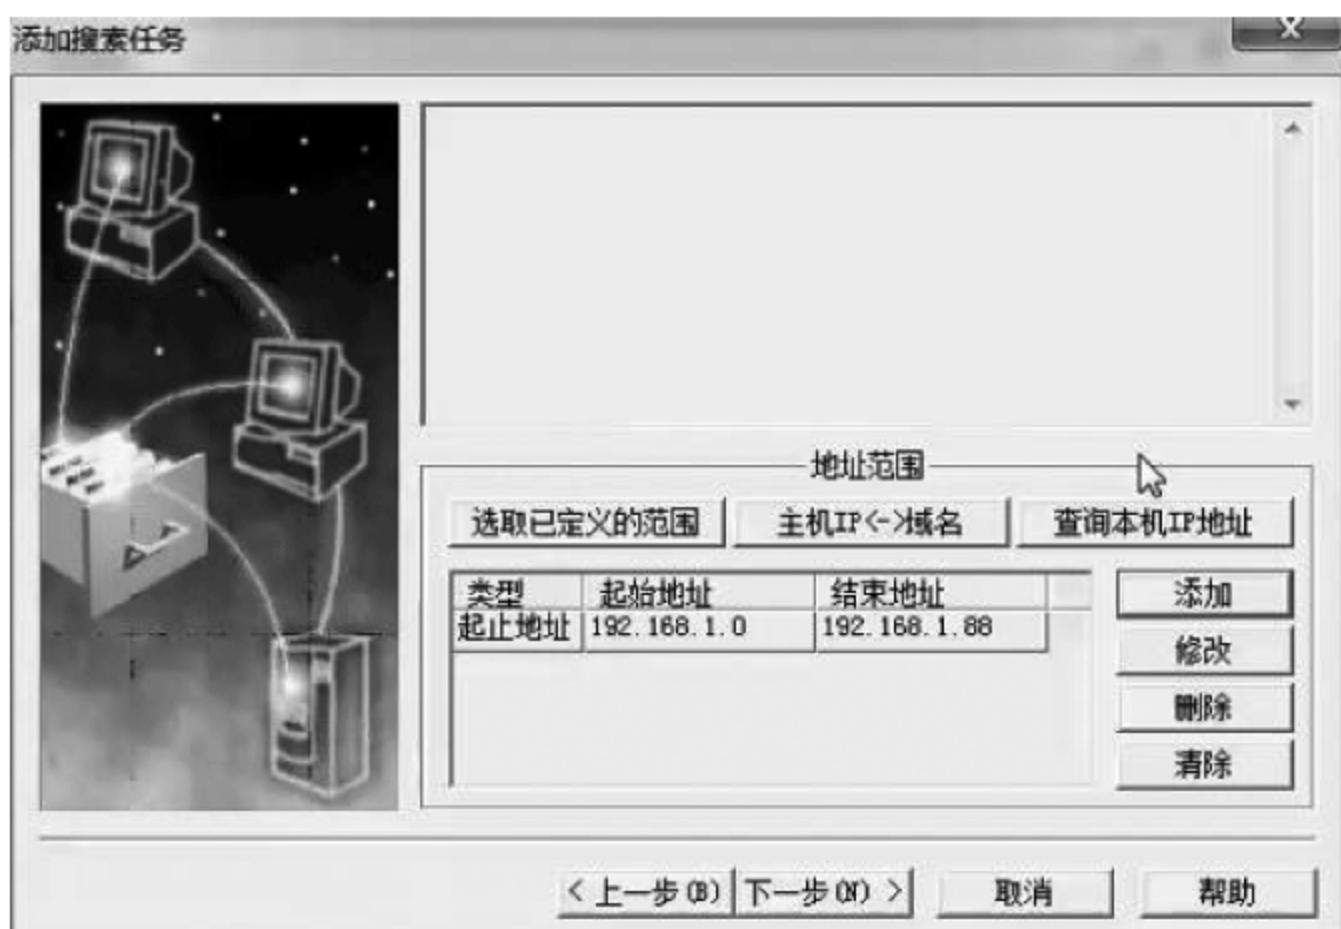 添加搜索任务
地址范围
选取已定义的范围 主机IP<->域名 查询本机IP地址
类型 起始地址 结束地址
起止地址 192.168.1.0 192.168.1.88
添加
修改
删除
清除
< 上一步(B) 下一步(N) > 取消 帮助